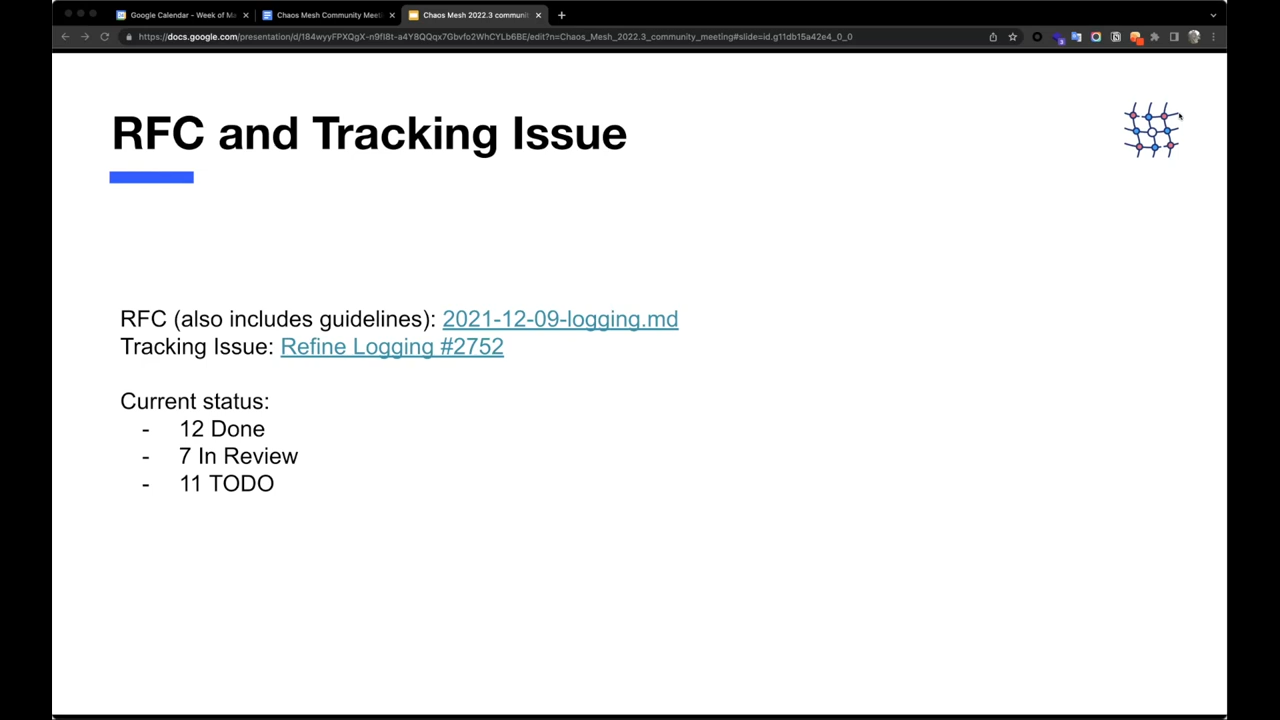 Google Calendar - Week of Ma
Chaos Mesh Community Meeti
Chaos Mesh 2022.3 communi
https://docs.google.com/presentation/d/184wyyFPXQgX-n9fI8t-a4Y8QQqx7Gbvfo2WhCYLb6BE/edit?n=Chaos_Mesh_2022.3_community_meeting#slide=id.g11db15a42e4_0_0
RFC and Tracking Issue
RFC (also includes guidelines): 2021-12-09-logging.md
Tracking Issue: Refine Logging #2752
Current status:
- 12 Done
- 7 In Review
- 11 TODO